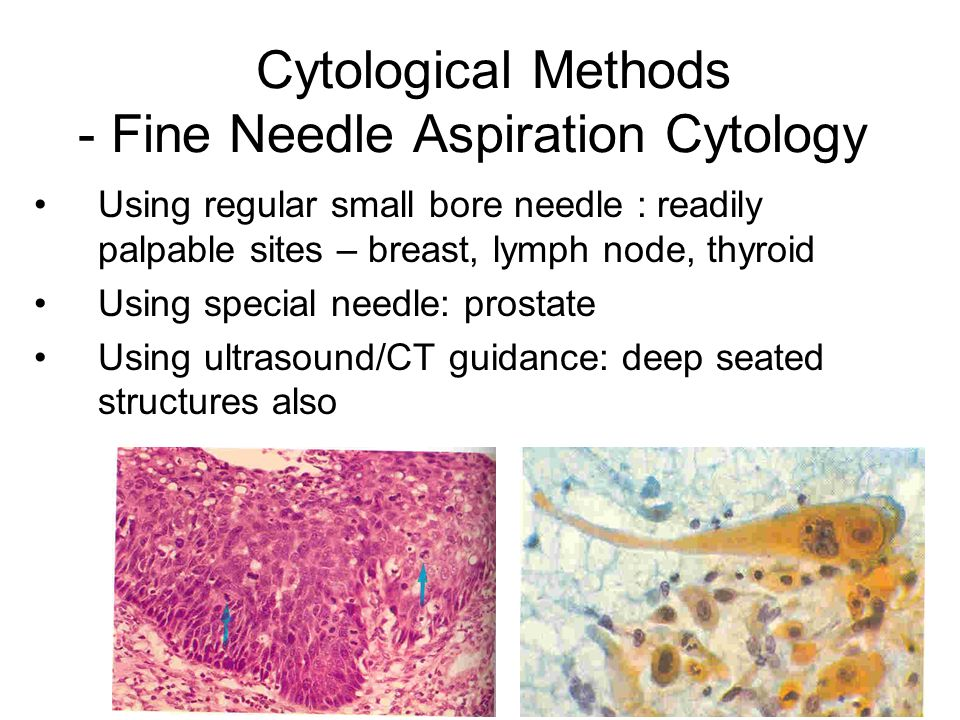 Cytological Methods
- Fine Needle Aspiration Cytology
• Using regular small bore needle : readily
palpable sites – breast, lymph node, thyroid
• Using special needle: prostate
• Using ultrasound/CT guidance: deep seated
structures also